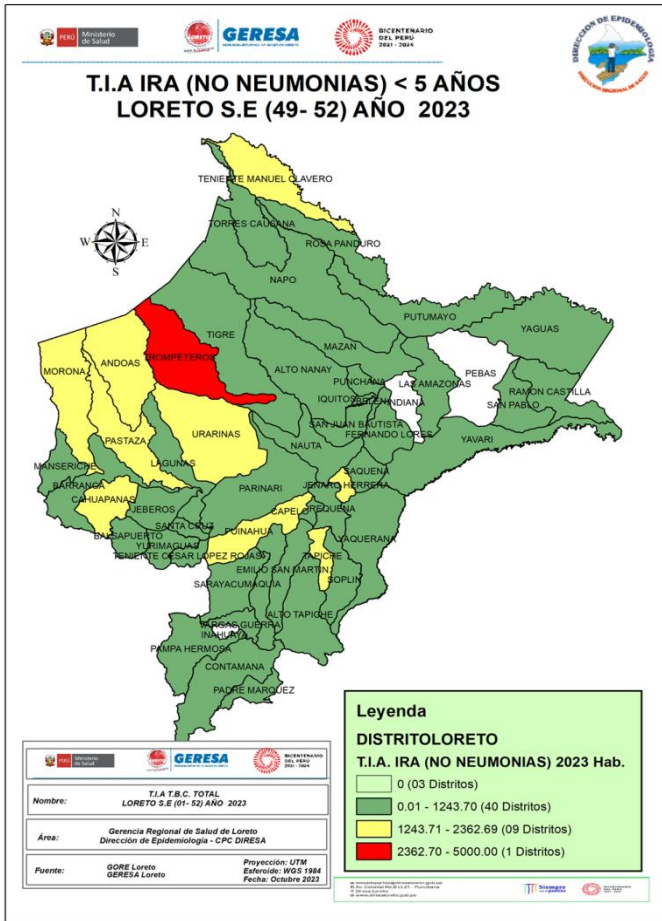 PERÚ Ministerio de Salud
LORETO GERESA
BICENTENARIO DEL PERÚ 2021 - 2024
DIRECCION DE EPIDEMIOLOGÍA
T.I.A IRA (NO NEUMONIAS) < 5 AÑOS
LORETO S.E (49- 52) AÑO 2023
N
W E
S
TENIENTE MANUEL CLAVERO
TORRES CAUSANA
ROSA PANDURO
NAPO
PUTUMAYO
YAGUAS
TIGRE
TROMPETEROS
MAZAN
ANDOAS
MORONA
ALTO NANAY
PEBAS
PUNCHANA
LAS AMAZONAS
RAMON CASTILLA
IQUITOS
BELEN
INDIANA
SAN PABLO
SAN JUAN BAUTISTA
FERNANDO LORES
URARINAS
YAVARI
NAUTA
PASTAZA
LAGUNAS
MANSERICHE
SAQUENA
BARRANCA
JENARO HERRERA
CAHUAPANAS
PARINARI
JEBEROS
CAPELO
REQUENA
SANTA CRUZ
PUINAHUA
BALSAPUERTO
YAQUERANA
YURIMAGUAS
TENIENTE CESAR LOPEZ ROJAS
TAPICHE
EMILIO SAN MARTIN
SOPLIN
SARAYACU
MAQUIA
ALTO TAPICHE
VARGAS GUERRA
INAHUAYA
PAMPA HERMOSA
CONTAMANA
PADRE MARQUEZ
Leyenda
DISTRITOLORETO
T.I.A. IRA (NO NEUMONIAS) 2023 Hab.
0 (03 Distritos)
0.01 - 1243.70 (40 Distritos)
1243.71 - 2362.69 (09 Distritos)
2362.70 - 5000.00 (1 Distritos)
PERÚ Ministerio de Salud
GERESA
BICENTENARIO DEL PERÚ 2021 - 2024
Nombre: T.I.A T.B.C. TOTAL
LORETO S.E (01- 52) AÑO 2023
Área: Gerencia Regional de Salud de Loreto
Dirección de Epidemiología - CPC DIRESA
Fuente: GORE Loreto
GERESA Loreto
Proyección: UTM
Esferoide: WGS 1984
Fecha: Octubre 2023
Siempre con el pueblo